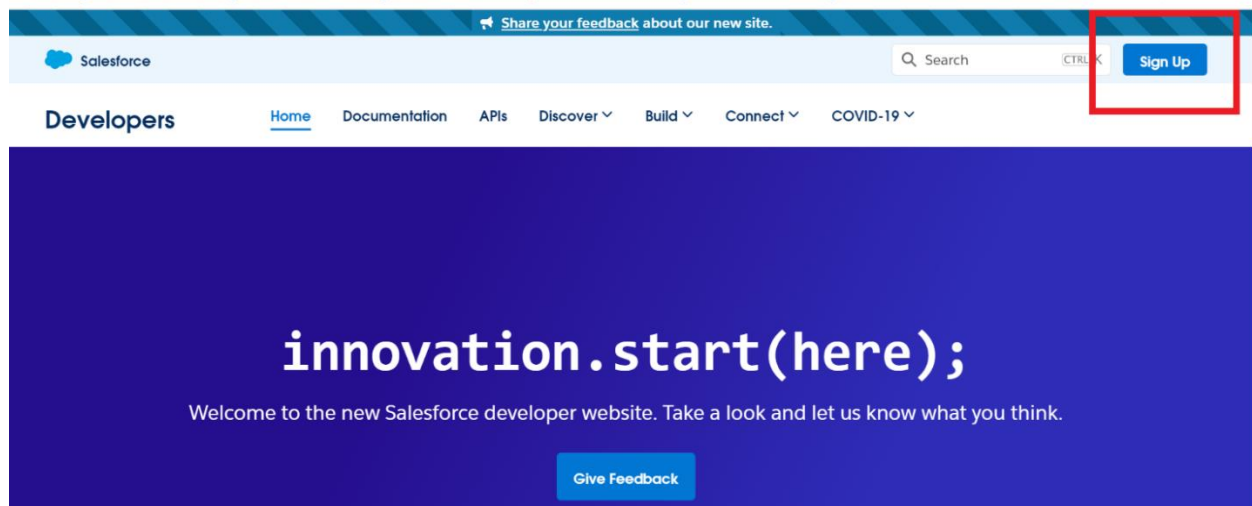 Share your feedback about our new site.
Salesforce
Search
CTRL K
Sign Up
Developers
Home Documentation APIs Discover Build Connect COVID-19
innovation.start(here);
Welcome to the new Salesforce developer website. Take a look and let us know what you think.
Give Feedback